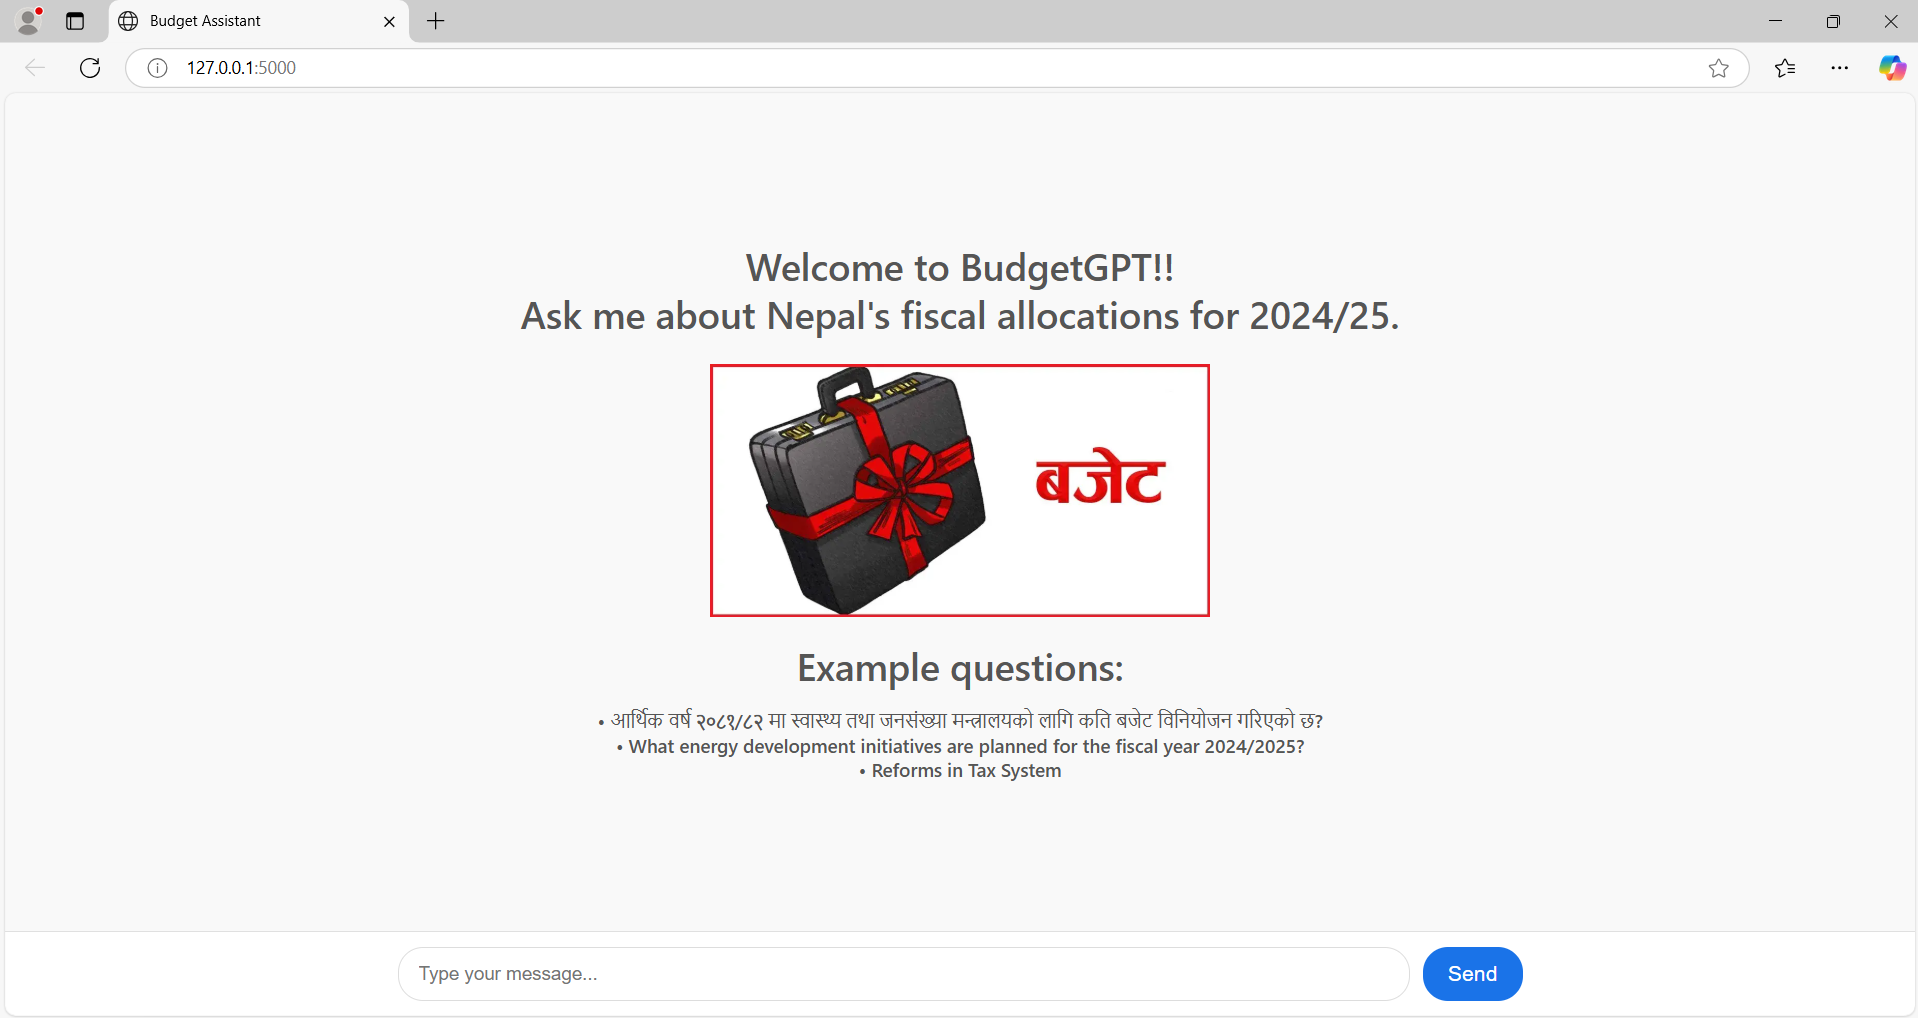 Budget Assistant
127.0.0.1:5000
Welcome to BudgetGPT!!
Ask me about Nepal's fiscal allocations for 2024/25.
बजेट
Example questions:
• आर्थिक वर्ष २०८१/८२ मा स्वास्थ्य तथा जनसंख्या मन्त्रालयको लागि कति बजेट विनियोजन गरिएको छ?
• What energy development initiatives are planned for the fiscal year 2024/2025?
• Reforms in Tax System
Type your message...
Send